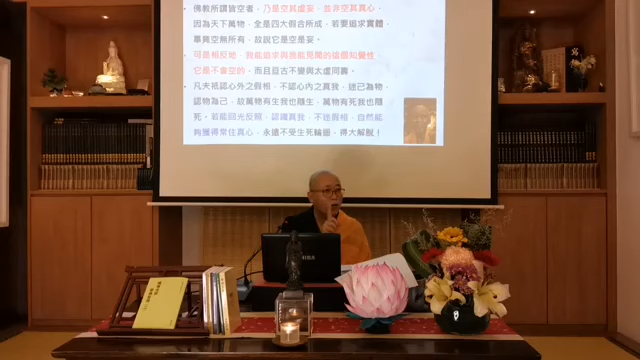 佛教所謂皆空者，乃是空其虛妄，並非空其真心，
因為天下萬物，全是四大假合所成，若要追求實體，
畢竟空無所有，故說它是空是妄。
可是相反地，我能追求與能見聞的這個知覺性，
它是不會空的。而且亘古不變與太虛同壽。
凡夫祇認心外之假相，不認心內之真我，迷己為物，
認物為己，故萬物有生我也隨生，萬物有死我也隨
死。若能回光反照，認識真我，不迷假相，自然能
夠獲得常住真心，永遠不受生死輪迴，得大解脫！